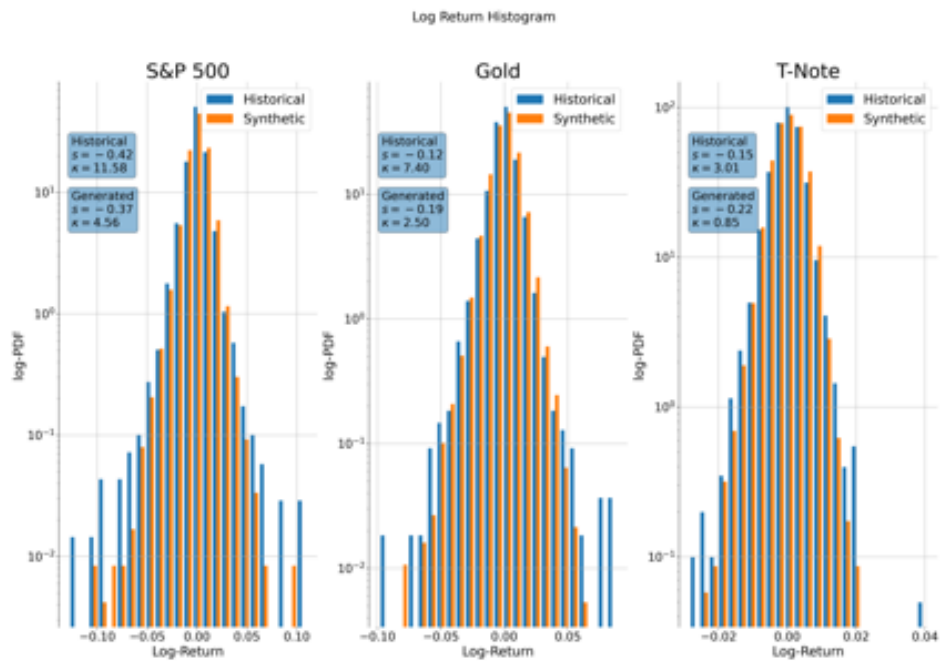 Log Return Histogram
S&P 500
Historical
Synthetic
Historical
s = −0.42
κ = 11.58
Generated
s = −0.37
κ = 4.56
log-PDF
10¹
10⁰
10⁻¹
10⁻²
−0.10 −0.05 0.00 0.05 0.10
Log-Return
Gold
Historical
Synthetic
Historical
s = −0.12
κ = 7.40
Generated
s = −0.19
κ = 2.50
log-PDF
10¹
10⁰
10⁻¹
10⁻²
−0.10 −0.05 0.00 0.05
Log-Return
T-Note
Historical
Synthetic
Historical
s = −0.15
κ = 3.01
Generated
s = −0.22
κ = 0.85
log-PDF
10²
10¹
10⁰
10⁻¹
−0.02 0.00 0.02 0.04
Log-Return